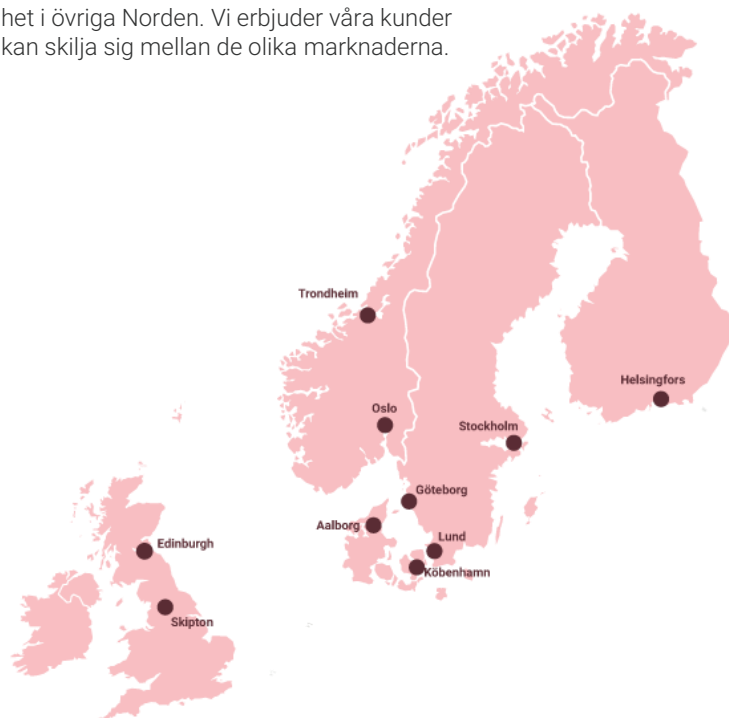 het i övriga Norden. Vi erbjuder våra kunder
kan skilja sig mellan de olika marknaderna.
Trondheim
Helsingfors
Oslo
Stockholm
Göteborg
Aalborg
Lund
Edinburgh
Köbenhamn
Skipton